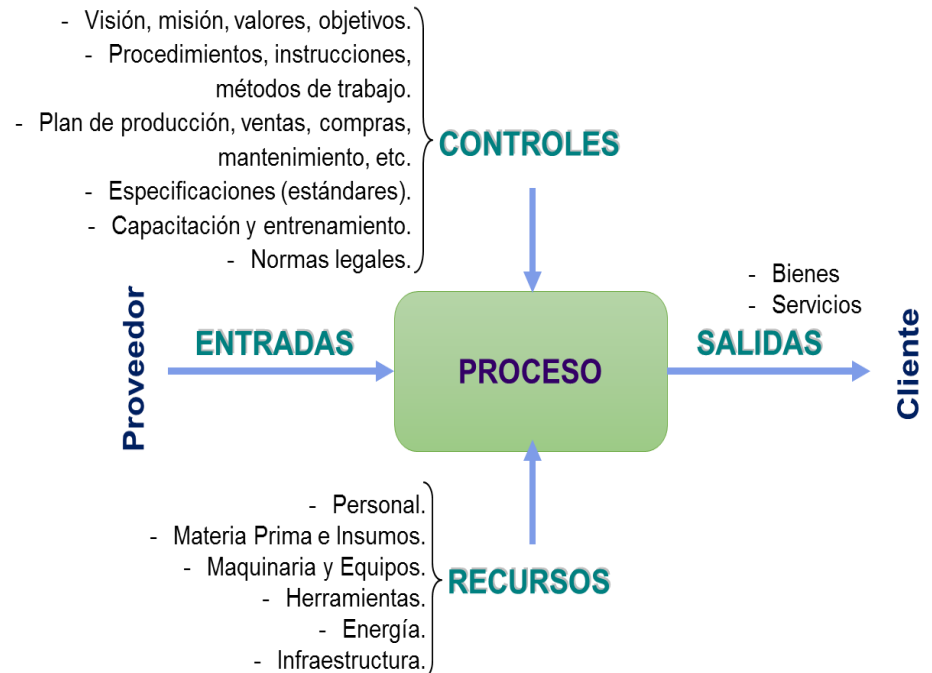 - Visión, misión, valores, objetivos.
- Procedimientos, instrucciones,
métodos de trabajo.
- Plan de producción, ventas, compras,
mantenimiento, etc.
- Especificaciones (estándares).
- Capacitación y entrenamiento.
- Normas legales.
CONTROLES
Proveedor
ENTRADAS
PROCESO
- Bienes
- Servicios
SALIDAS
Cliente
- Personal.
- Materia Prima e Insumos.
- Maquinaria y Equipos.
- Herramientas.
- Energía.
- Infraestructura.
RECURSOS